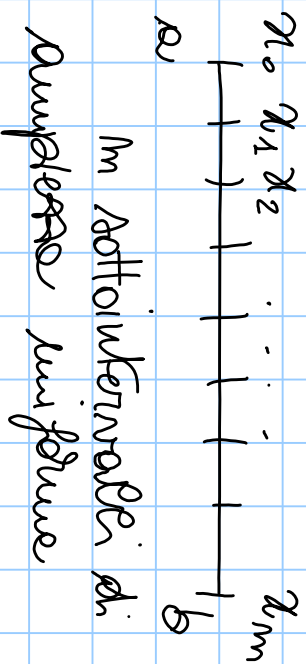 x₀ x₁ x₂ . . . . xₘ
a b
m sottointervalli di
ampiezza uniforme